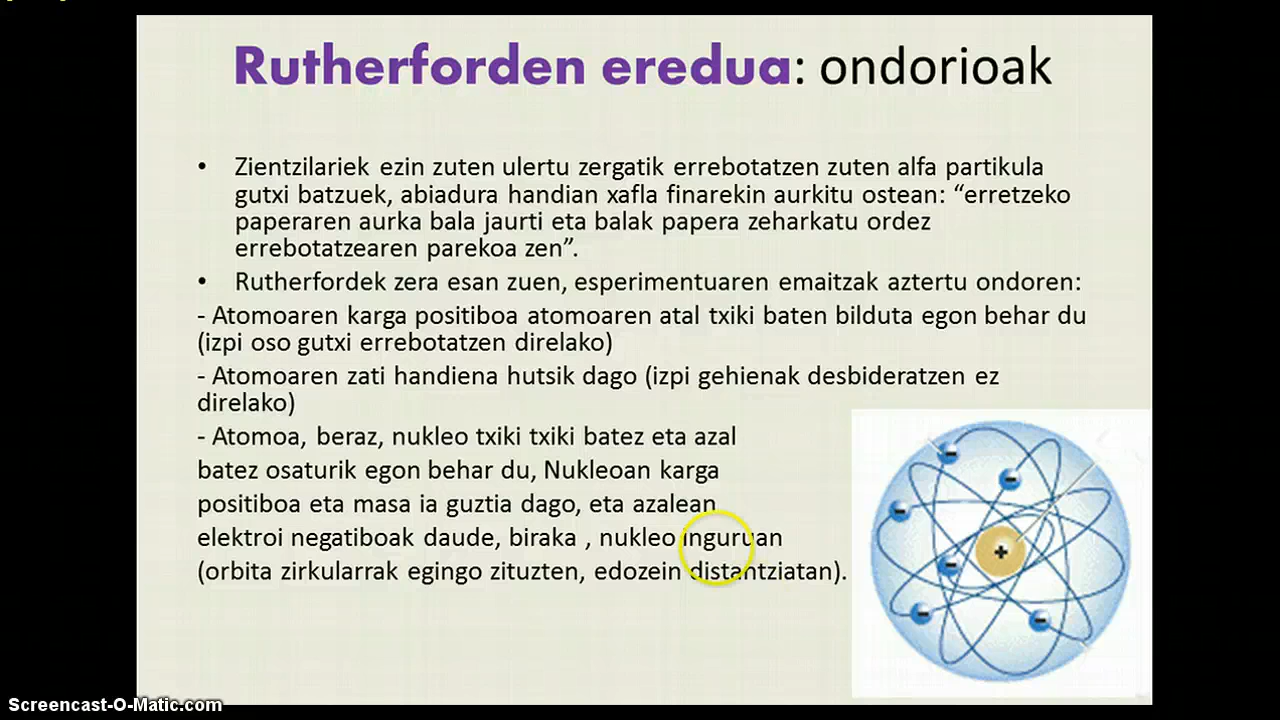 Rutherforden eredua: ondorioak
• Zientzilariek ezin zuten ulertu zergatik errebotatzen zuten alfa partikula
gutxi batzuek, abiadura handian xafla finarekin aurkitu ostean: “erretzeko
paperaren aurka bala jaurti eta balak papera zeharkatu ordez
errebotatzearen parekoa zen”.
• Rutherfordek zera esan zuen, esperimentuaren emaitzak aztertu ondoren:
- Atomoaren karga positiboa atomoaren atal txiki baten bilduta egon behar du
(izpi oso gutxi errebotatzen direlako)
- Atomoaren zati handiena hutsik dago (izpi gehienak desbideratzen ez
direlako)
- Atomoa, beraz, nukleo txiki txiki batez eta azal
batez osaturik egon behar du, Nukleoan karga
positiboa eta masa ia guztia dago, eta azalean
elektroi negatiboak daude, biraka , nukleo inguruan
(orbita zirkularrak egingo zituzten, edozein distantziatan).
Screencast-O-Matic.com